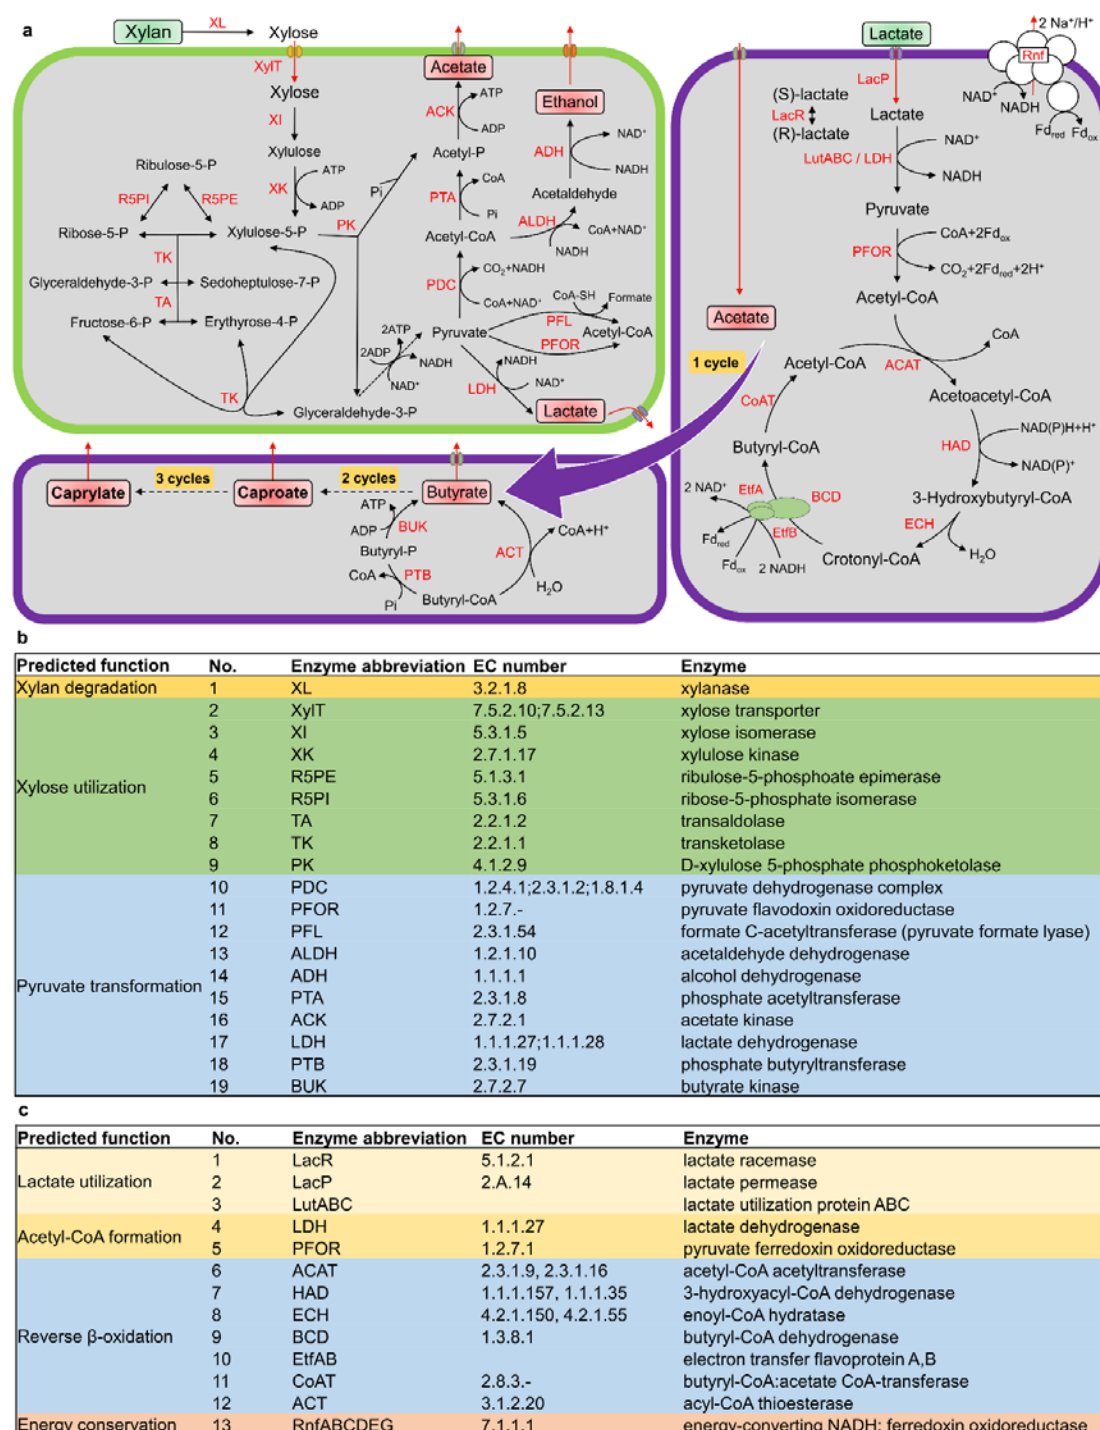 a
Xylan
XL
Xylose
XylT
Xylose
XI
Xylulose
XK
ATP
ADP
Ribulose-5-P
R5PI
R5PE
Ribose-5-P
Xylulose-5-P
PK
Pi
TK
Glyceraldehyde-3-P
Sedoheptulose-7-P
TA
Fructose-6-P
Erythyrose-4-P
TK
Glyceraldehyde-3-P
2ATP
2ADP
NADH
NAD⁺
Acetate
ACK
ATP
ADP
Acetyl-P
PTA
CoA
Pi
Acetyl-CoA
PDC
CO₂+NADH
CoA+NAD⁺
Pyruvate
Ethanol
ADH
NAD⁺
NADH
Acetaldehyde
ALDH
CoA+NAD⁺
NADH
CoA-SH
Formate
PFL
Acetyl-CoA
PFOR
LDH
NADH
NAD⁺
Lactate
Caprylate
3 cycles
Caproate
2 cycles
Butyrate
ATP
ADP
BUK
Butyryl-P
CoA
PTB
Pi
Butyryl-CoA
ACT
CoA+H⁺
H₂O
Lactate
LacP
(S)-lactate
LacR
(R)-lactate
Lactate
LutABC / LDH
NAD⁺
NADH
Pyruvate
PFOR
CoA+2Fdox
CO₂+2Fdred+2H⁺
Acetyl-CoA
2 Na⁺/H⁺
Rnf
NAD⁺
NADH
Fdred
Fdox
Acetate
1 cycle
Acetyl-CoA
ACAT
CoA
Acetoacetyl-CoA
CoAT
Butyryl-CoA
HAD
NAD(P)H+H⁺
NAD(P)⁺
3-Hydroxybutyryl-CoA
2 NAD⁺
EtfA
BCD
EtfB
Fdred
Fdox
2 NADH
ECH
H₂O
Crotonyl-CoA
b
Predicted function No. Enzyme abbreviation EC number Enzyme
Xylan degradation 1 XL 3.2.1.8 xylanase
2 XylT 7.5.2.10;7.5.2.13 xylose transporter
3 XI 5.3.1.5 xylose isomerase
4 XK 2.7.1.17 xylulose kinase
Xylose utilization 5 R5PE 5.1.3.1 ribulose-5-phosphoate epimerase
6 R5PI 5.3.1.6 ribose-5-phosphate isomerase
7 TA 2.2.1.2 transaldolase
8 TK 2.2.1.1 transketolase
9 PK 4.1.2.9 D-xylulose 5-phosphate phosphoketolase
10 PDC 1.2.4.1;2.3.1.2;1.8.1.4 pyruvate dehydrogenase complex
11 PFOR 1.2.7.- pyruvate flavodoxin oxidoreductase
12 PFL 2.3.1.54 formate C-acetyltransferase (pyruvate formate lyase)
13 ALDH 1.2.1.10 acetaldehyde dehydrogenase
14 ADH 1.1.1.1 alcohol dehydrogenase
Pyruvate transformation 15 PTA 2.3.1.8 phosphate acetyltransferase
16 ACK 2.7.2.1 acetate kinase
17 LDH 1.1.1.27;1.1.1.28 lactate dehydrogenase
18 PTB 2.3.1.19 phosphate butyryltransferase
19 BUK 2.7.2.7 butyrate kinase
c
Predicted function No. Enzyme abbreviation EC number Enzyme
1 LacR 5.1.2.1 lactate racemase
Lactate utilization 2 LacP 2.A.14 lactate permease
3 LutABC lactate utilization protein ABC
Acetyl-CoA formation 4 LDH 1.1.1.27 lactate dehydrogenase
5 PFOR 1.2.7.1 pyruvate ferredoxin oxidoreductase
6 ACAT 2.3.1.9, 2.3.1.16 acetyl-CoA acetyltransferase
7 HAD 1.1.1.157, 1.1.1.35 3-hydroxyacyl-CoA dehydrogenase
8 ECH 4.2.1.150, 4.2.1.55 enoyl-CoA hydratase
Reverse β-oxidation 9 BCD 1.3.8.1 butyryl-CoA dehydrogenase
10 EtfAB electron transfer flavoprotein A,B
11 CoAT 2.8.3.- butyryl-CoA:acetate CoA-transferase
12 ACT 3.1.2.20 acyl-CoA thioesterase
Energy conservation 13 RnfABCDEG 7.1.1.1 energy-converting NADH: ferredoxin oxidoreductase